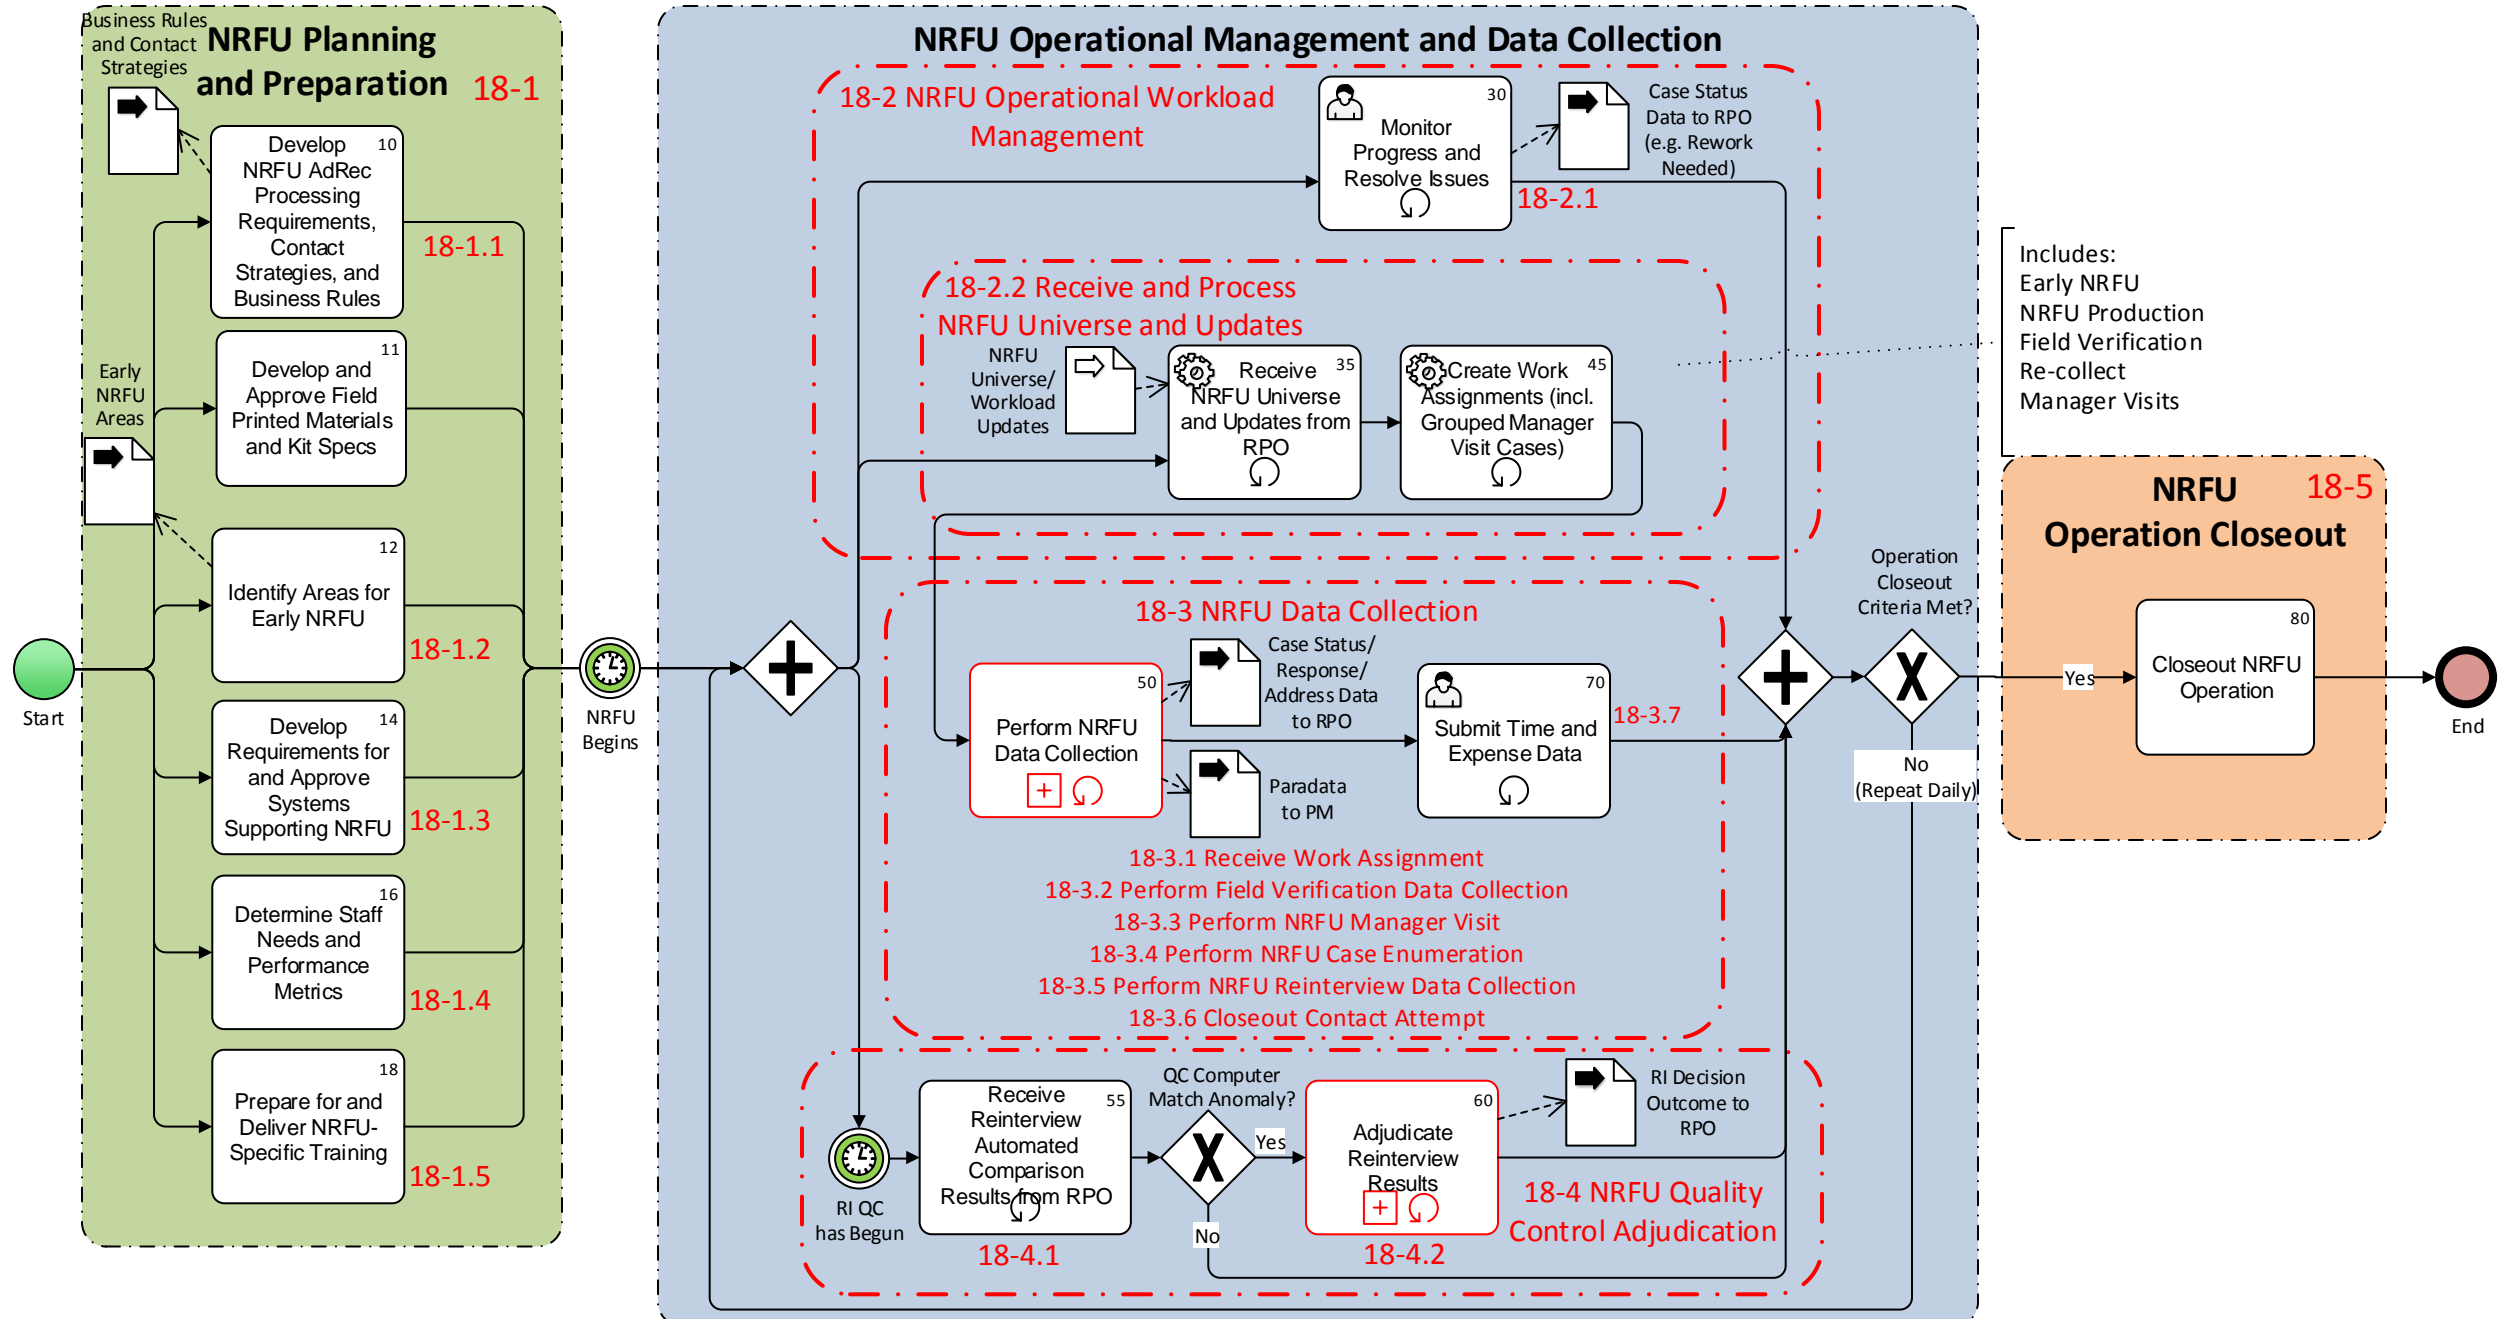 Business Rules
and Contact
Strategies
NRFU Planning
and Preparation
18-1
10
Develop
NRFU AdRec
Processing
Requirements,
Contact
Strategies, and
Business Rules
18-1.1
11
Develop and
Approve Field
Printed Materials
and Kit Specs
Early
NRFU
Areas
12
Identify Areas for
Early NRFU
18-1.2
14
Develop
Requirements for
and Approve
Systems
Supporting NRFU
18-1.3
16
Determine Staff
Needs and
Performance
Metrics
18-1.4
18
Prepare for and
Deliver NRFU-
Specific Training
18-1.5
Start
NRFU
Begins
NRFU Operational Management and Data Collection
18-2 NRFU Operational Workload
Management
30
Monitor
Progress and
Resolve Issues
18-2.1
Case Status
Data to RPO
(e.g. Rework
Needed)
18-2.2 Receive and Process
NRFU Universe and Updates
NRFU
Universe/
Workload
Updates
35
Receive
NRFU Universe
and Updates from
RPO
45
Create Work
Assignments (incl.
Grouped Manager
Visit Cases)
Includes:
Early NRFU
NRFU Production
Field Verification
Re-collect
Manager Visits
18-3 NRFU Data Collection
50
Perform NRFU
Data Collection
Case Status/
Response/
Address Data
to RPO
Paradata
to PM
70
Submit Time and
Expense Data
18-3.7
18-3.1 Receive Work Assignment
18-3.2 Perform Field Verification Data Collection
18-3.3 Perform NRFU Manager Visit
18-3.4 Perform NRFU Case Enumeration
18-3.5 Perform NRFU Reinterview Data Collection
18-3.6 Closeout Contact Attempt
RI QC
has Begun
55
Receive
Reinterview
Automated
Comparison
Results from RPO
18-4.1
QC Computer
Match Anomaly?
Yes
No
60
Adjudicate
Reinterview
Results
18-4.2
RI Decision
Outcome to
RPO
18-4 NRFU Quality
Control Adjudication
Operation
Closeout
Criteria Met?
Yes
No
(Repeat Daily)
NRFU
Operation Closeout
18-5
80
Closeout NRFU
Operation
End